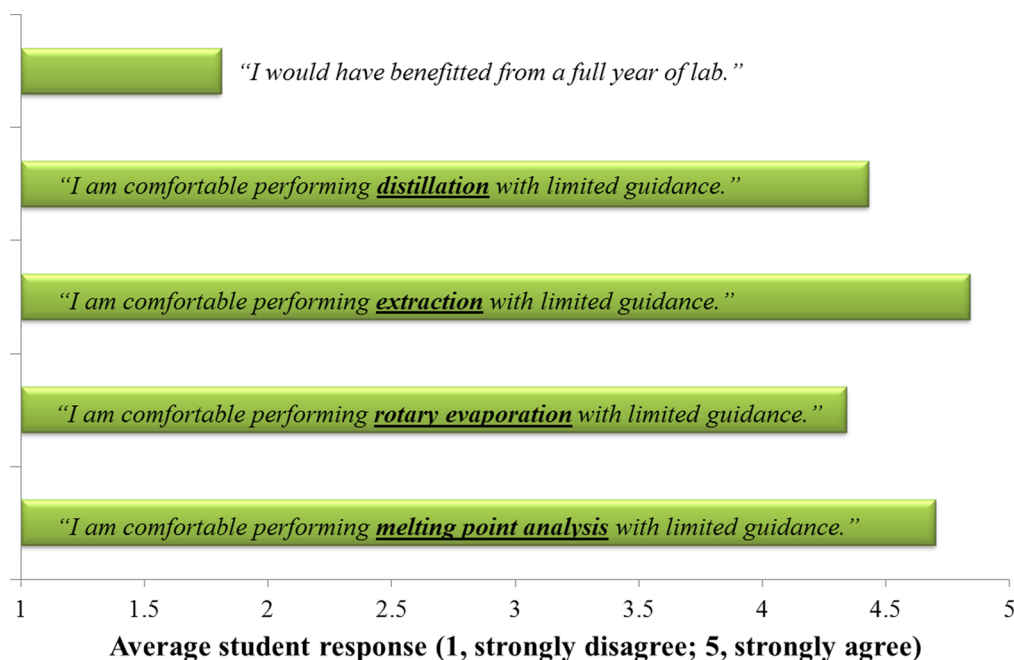 “I would have benefitted from a full year of lab.”
“I am comfortable performing distillation with limited guidance.”
“I am comfortable performing extraction with limited guidance.”
“I am comfortable performing rotary evaporation with limited guidance.”
“I am comfortable performing melting point analysis with limited guidance.”
1 1.5 2 2.5 3 3.5 4 4.5 5
Average student response (1, strongly disagree; 5, strongly agree)